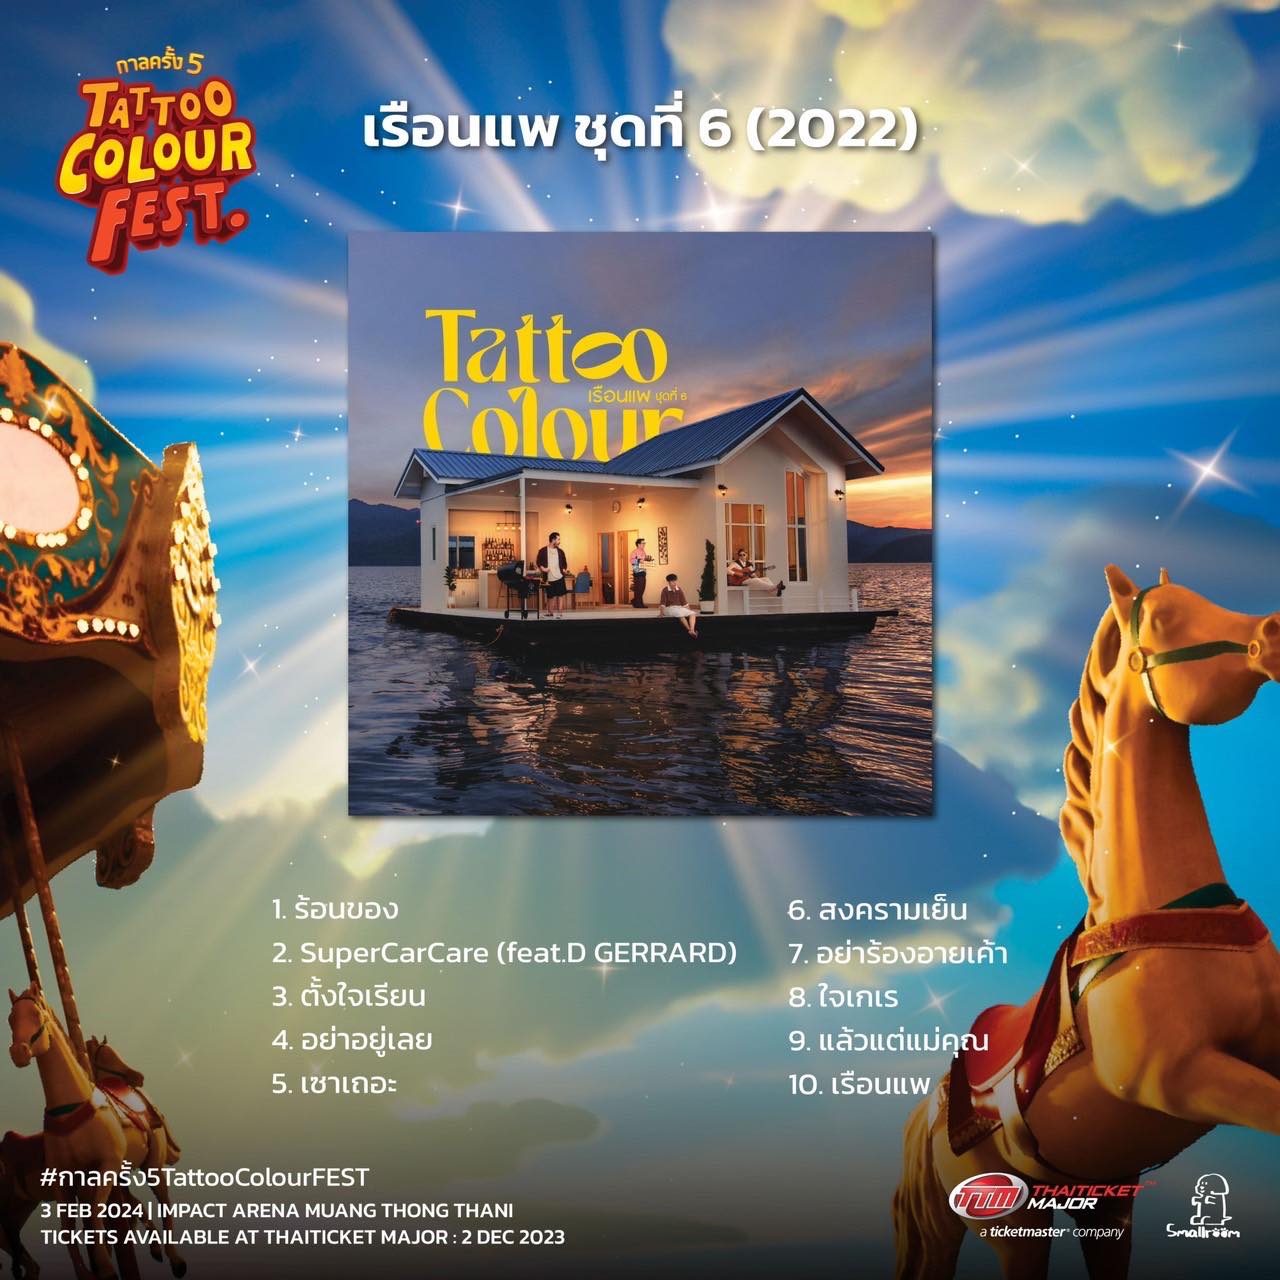 กาลครั้ง 5
TATTOO
COLOUR
FEST.
เรือนแพ ชุดที่ 6 (2022)
Tattoo
เรือนแพ ชุดที่ 6
Colour
1. ร้อนของ
2. SuperCarCare (feat.D GERRARD)
3. ตั้งใจเรียน
4. อย่าอยู่เลย
5. เซาเถอะ
6. สงครามเย็น
7. อย่าร้องอายเค้า
8. ใจเกเร
9. แล้วแต่แม่คุณ
10. เรือนแพ
#กาลครั้ง5TattooColourFEST
3 FEB 2024 | IMPACT ARENA MUANG THONG THANI
TICKETS AVAILABLE AT THAITICKET MAJOR : 2 DEC 2023
TTM THAITICKET
MAJOR
a ticketmaster® company
Smallroom